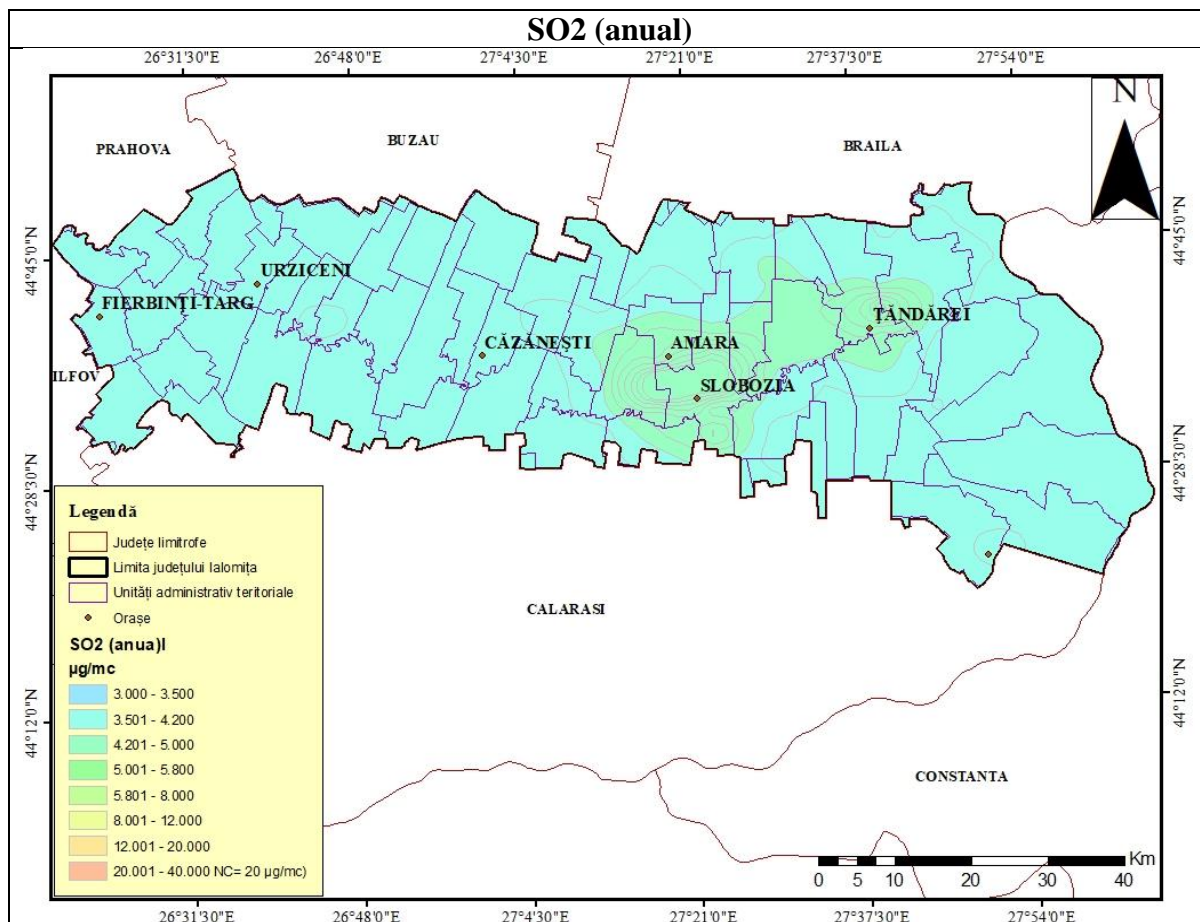 SO2 (anual)
26°31'30"E 26°48'0"E 27°4'30"E 27°21'0"E 27°37'30"E 27°54'0"E
N
PRAHOVA
BUZAU
BRAILA
44°45'0"N
44°45'0"N
URZICENI
FIERBINȚI-TARG
ȚĂNDĂREI
CĂZĂNEȘTI
AMARA
ILFOV
SLOBOZIA
44°28'30"N
44°28'30"N
Legendă
Județe limitrofe
Limita județului Ialomița
Unități administrativ teritoriale
Orașe
SO2 (anua)l
µg/mc
3.000 - 3.500
3.501 - 4.200
4.201 - 5.000
5.001 - 5.800
5.801 - 8.000
8.001 - 12.000
12.001 - 20.000
20.001 - 40.000 NC= 20 µg/mc)
CALARASI
44°12'0"N
44°12'0"N
CONSTANTA
Km
0 5 10 20 30 40
26°31'30"E 26°48'0"E 27°4'30"E 27°21'0"E 27°37'30"E 27°54'0"E